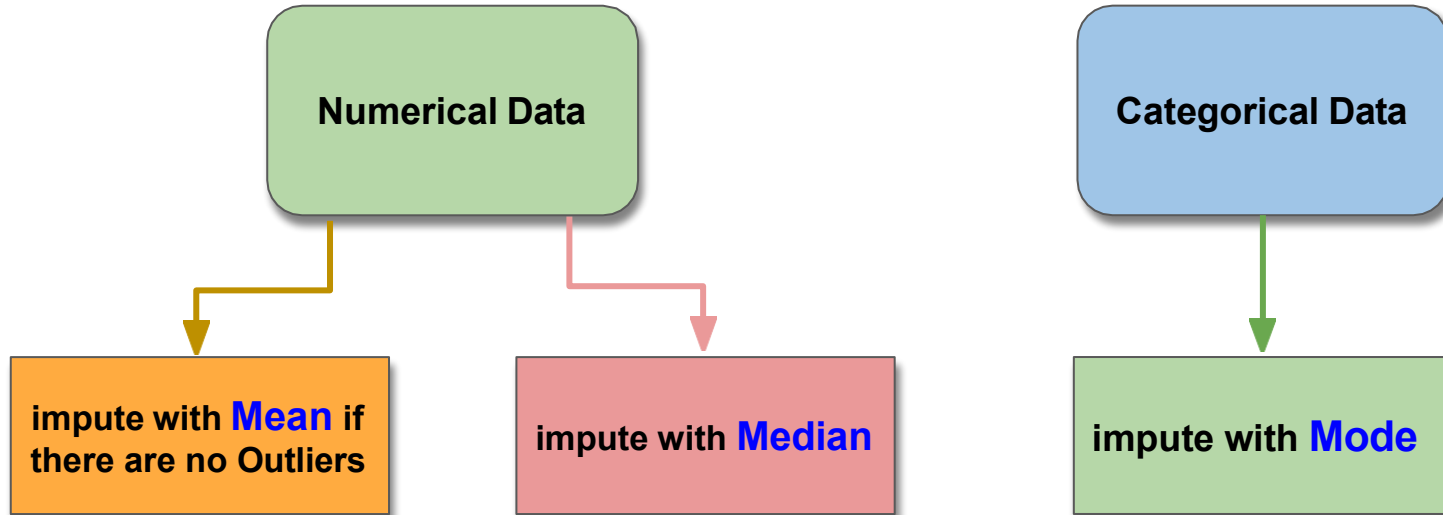 Numerical Data
Categorical Data
impute with Mean if
there are no Outliers
impute with Median
impute with Mode